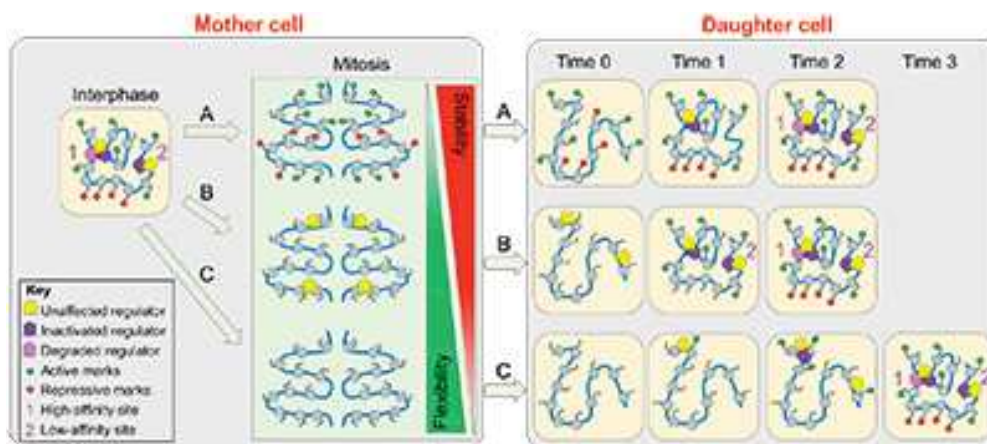 Mother cell
Daughter cell
Mitosis
Time 0
Time 1
Time 2
Time 3
Interphase
A
B
C
1
2
Stability
Flexibility
A
1
2
B
2
1
2
C
1
2
Key
Unaffected regulator
Inactivated regulator
Degraded regulator
Active marks
Repressive marks
1 High-affinity site
2 Low-affinity site